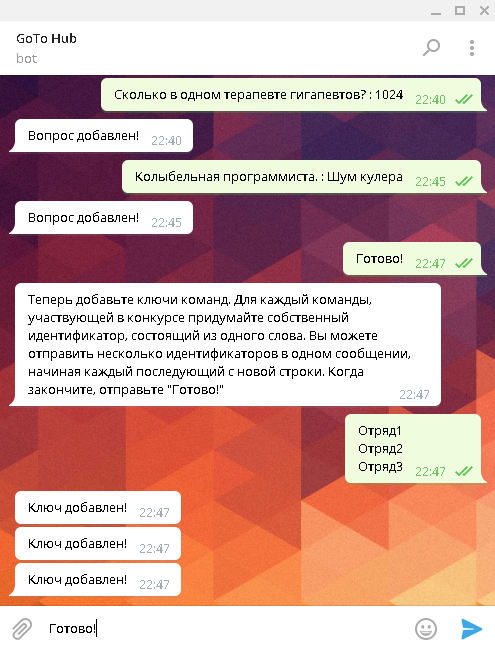 GoTo Hub
bot
Сколько в одном терапевте гигапевтов? : 1024 22:40
Вопрос добавлен! 22:40
Колыбельная программиста. : Шум кулера 22:45
Вопрос добавлен! 22:45
Готово! 22:47
Теперь добавьте ключи команд. Для каждый команды,
участвующей в конкурсе придумайте собственный
идентификатор, состоящий из одного слова. Вы можете
отправить несколько идентификаторов в одном сообщении,
начиная каждый последующий с новой строки. Когда
закончите, отправьте "Готово!" 22:47
Отряд1
Отряд2
Отряд3 22:47
Ключ добавлен! 22:47
Ключ добавлен! 22:47
Ключ добавлен! 22:47
Готово!